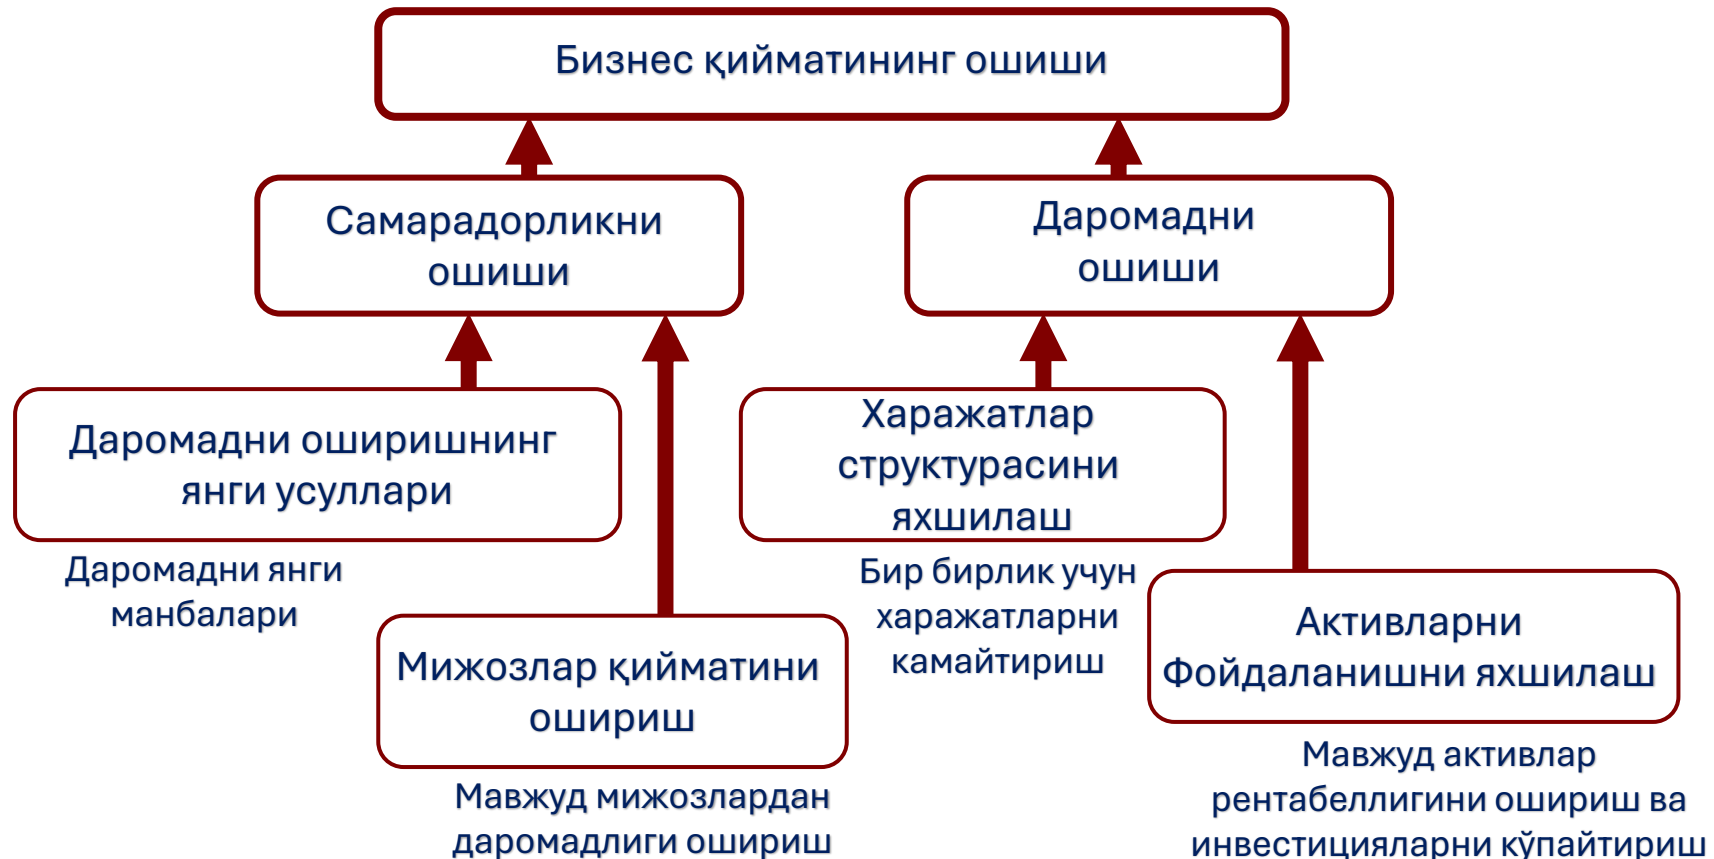 Бизнес қийматининг ошиши
Самарадорликни
ошиши
Даромадни
ошиши
Даромадни оширишнинг
янги усуллари
Даромадни янги
манбалари
Мижозлар қийматини
ошириш
Мавжуд мижозлардан
даромадлиги ошириш
Харажатлар
структурасини
яхшилаш
Бир бирлик учун
харажатларни
камайтириш
Активларни
Фойдаланишни яхшилаш
Мавжуд активлар
рентабеллигини ошириш ва
инвестицияларни кўпайтириш